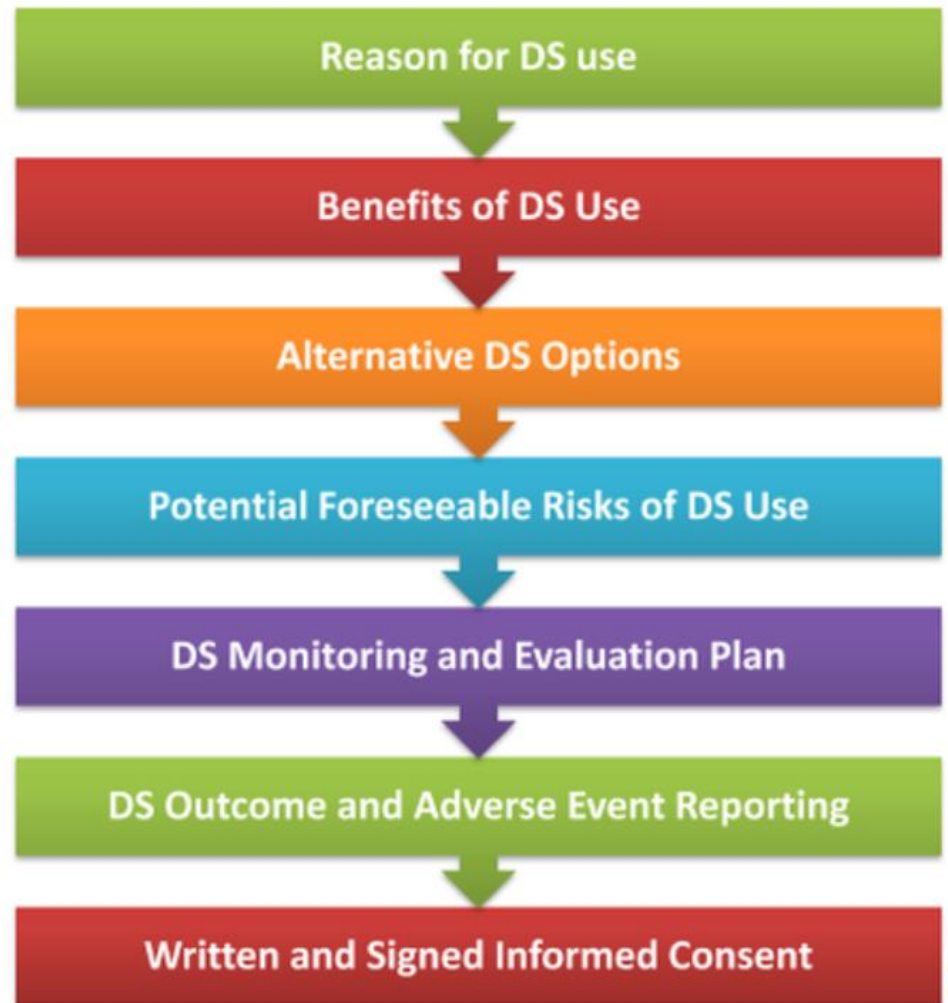 Reason for DS use
Benefits of DS Use
Alternative DS Options
Potential Foreseeable Risks of DS Use
DS Monitoring and Evaluation Plan
DS Outcome and Adverse Event Reporting
Written and Signed Informed Consent